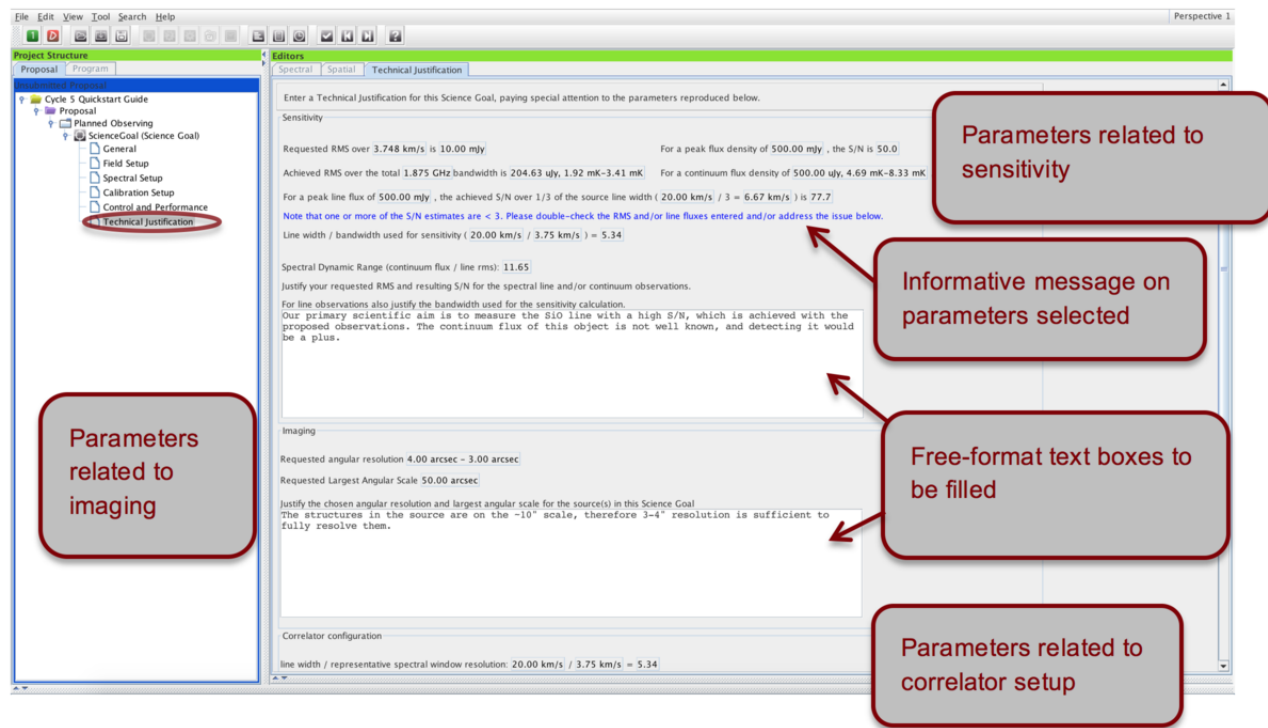 File Edit View Tool Search Help
Perspective 1
Project Structure
Proposal Program
Unsubmitted Proposal
Cycle 5 Quickstart Guide
Proposal
Planned Observing
ScienceGoal (Science Goal)
General
Field Setup
Spectral Setup
Calibration Setup
Control and Performance
Technical Justification
Editors
Spectral Spatial Technical Justification
Enter a Technical Justification for this Science Goal, paying special attention to the parameters reproduced below.
Sensitivity
Requested RMS over 3.748 km/s is 10.00 mJy For a peak flux density of 500.00 mJy , the S/N is 50.0
Achieved RMS over the total 1.875 GHz bandwidth is 204.63 uJy, 1.92 mK-3.41 mK For a continuum flux density of 500.00 uJy, 4.69 mK-8.33 mK
For a peak line flux of 500.00 mJy , the achieved S/N over 1/3 of the source line width ( 20.00 km/s / 3 = 6.67 km/s ) is 77.7
Note that one or more of the S/N estimates are < 3. Please double-check the RMS and/or line fluxes entered and/or address the issue below.
Line width / bandwidth used for sensitivity ( 20.00 km/s / 3.75 km/s ) = 5.34
Spectral Dynamic Range (continuum flux / line rms): 11.65
Justify your requested RMS and resulting S/N for the spectral line and/or continuum observations.
For line observations also justify the bandwidth used for the sensitivity calculation.
Our primary scientific aim is to measure the SiO line with a high S/N, which is achieved with the
proposed observations. The continuum flux of this object is not well known, and detecting it would
be a plus.
Imaging
Requested angular resolution 4.00 arcsec - 3.00 arcsec
Requested Largest Angular Scale 50.00 arcsec
Justify the chosen angular resolution and largest angular scale for the source(s) in this Science Goal
The structures in the source are on the ~10" scale, therefore 3-4" resolution is sufficient to
fully resolve them.
Correlator configuration
line width / representative spectral window resolution: 20.00 km/s / 3.75 km/s = 5.34
Parameters related to
sensitivity
Informative message on
parameters selected
Free-format text boxes to
be filled
Parameters related to
correlator setup
Parameters
related to
imaging